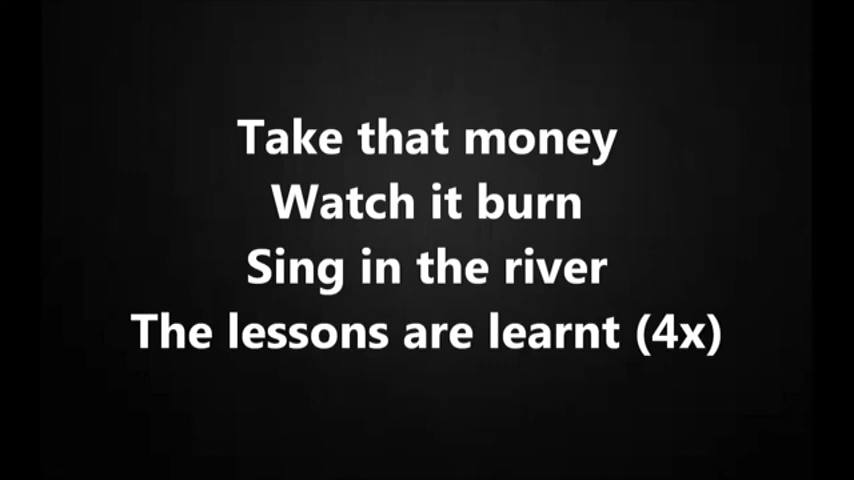 Take that money
Watch it burn
Sing in the river
The lessons are learnt (4x)